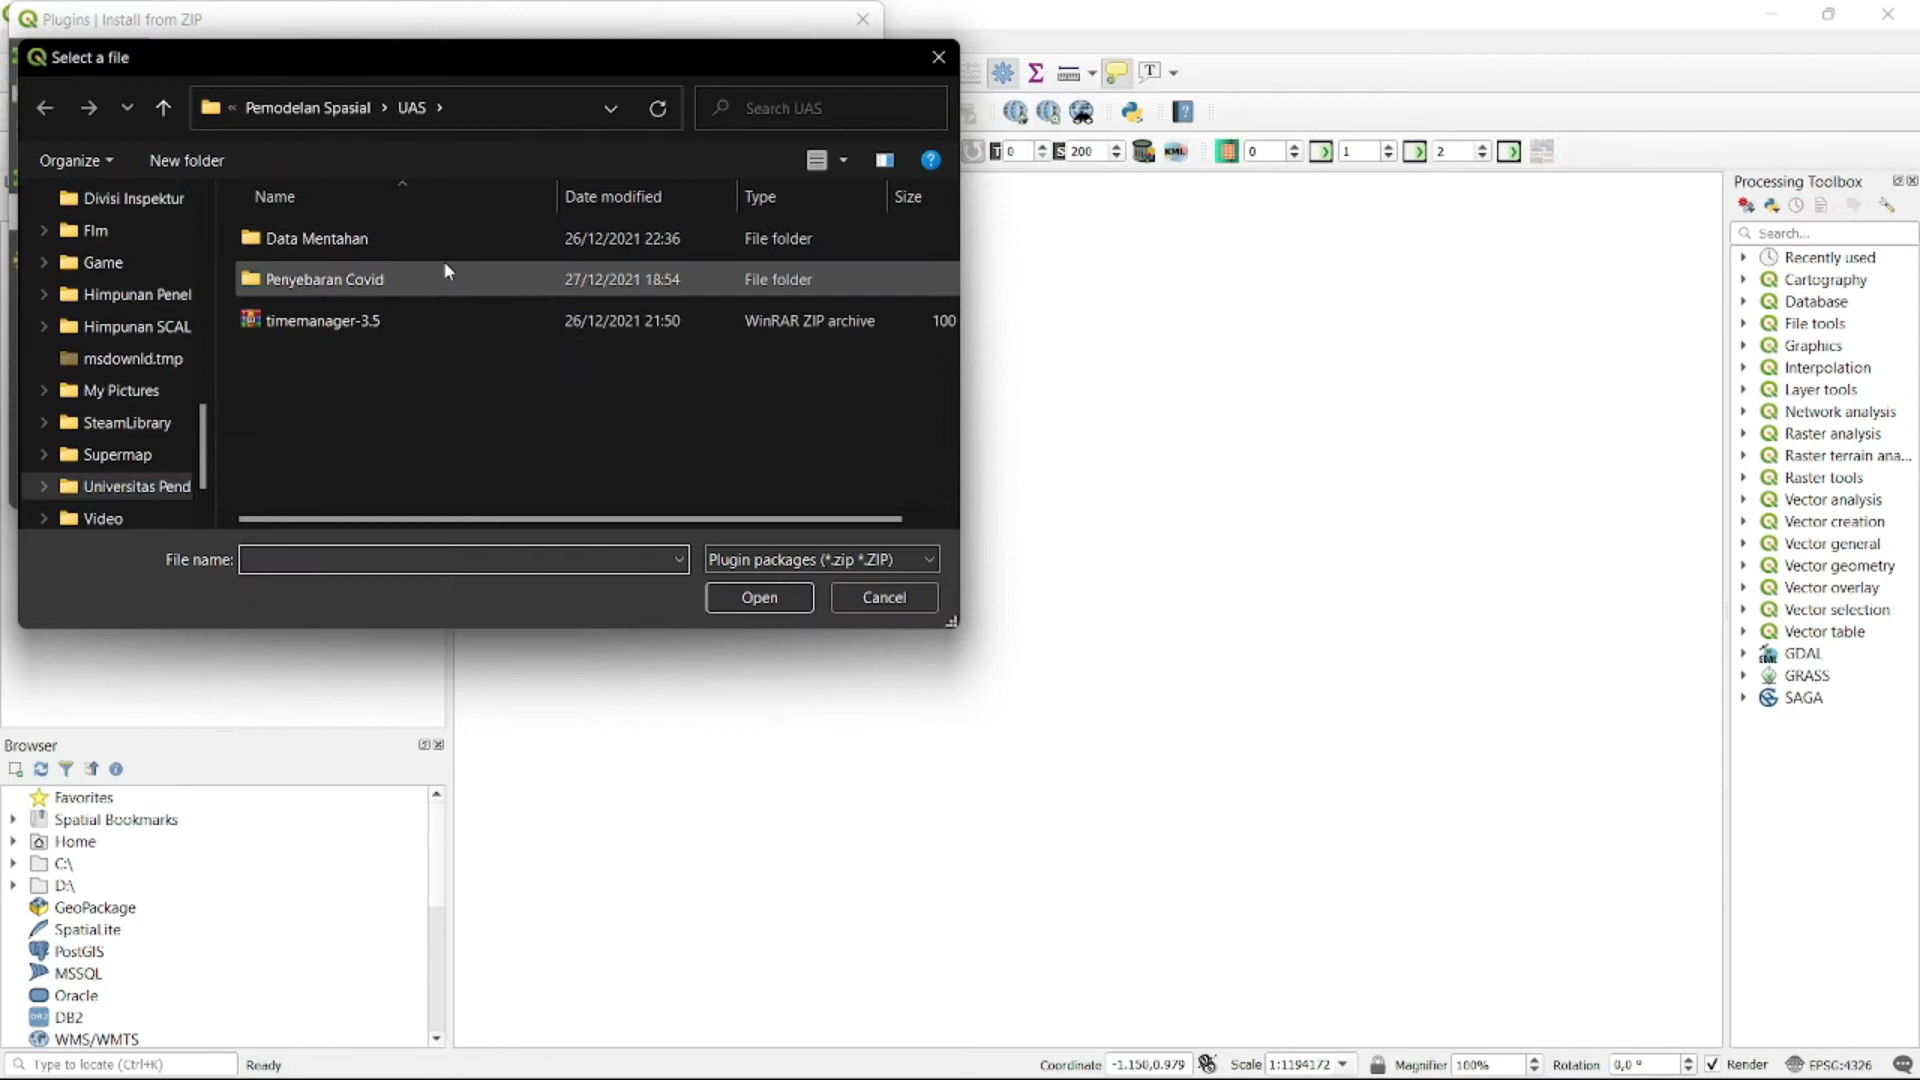 Plugins | Install from ZIP
Select a file
« Pemodelan Spasial › UAS ›
Search UAS
Organize
New folder
Name
Date modified
Type
Size
Divisi Inspektur
Flm
Game
Himpunan Penel
Himpunan SCAL
msdownld.tmp
My Pictures
SteamLibrary
Supermap
Universitas Pend
Video
Data Mentahan 26/12/2021 22:36 File folder
Penyebaran Covid 27/12/2021 18:54 File folder
timemanager-3.5 26/12/2021 21:50 WinRAR ZIP archive 100
File name:
Plugin packages (*.zip *.ZIP)
Open
Cancel
T 0
S 200
KML
0
1
2
Processing Toolbox
Search...
Recently used
Cartography
Database
File tools
Graphics
Interpolation
Layer tools
Network analysis
Raster analysis
Raster terrain ana...
Raster tools
Vector analysis
Vector creation
Vector general
Vector geometry
Vector overlay
Vector selection
Vector table
GDAL
GRASS
SAGA
Browser
Favorites
Spatial Bookmarks
Home
C:\
D:\
GeoPackage
SpatiaLite
PostGIS
MSSQL
Oracle
DB2
WMS/WMTS
Type to locate (Ctrl+K)
Ready
Coordinate -1.150,0.979
Scale 1:1194172
Magnifier 100%
Rotation 0,0 °
Render
EPSG:4326